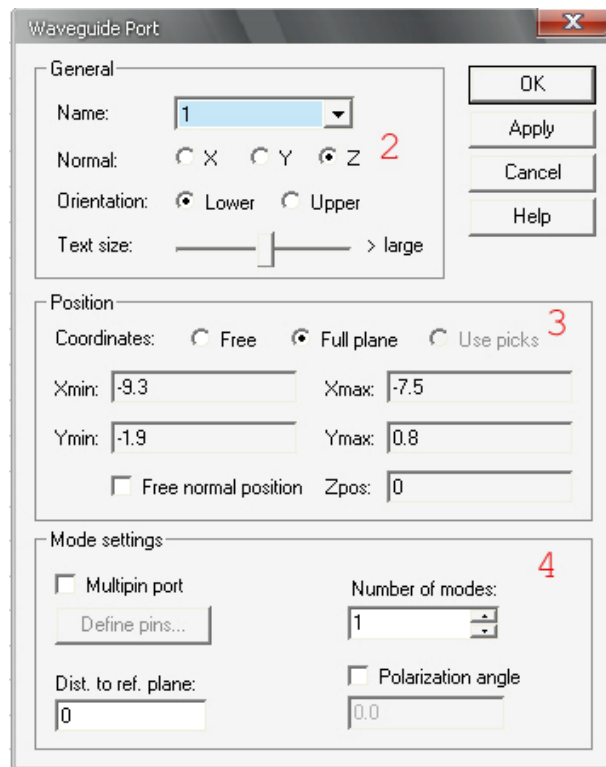 Waveguide Port
General
Name: 1
Normal: X Y Z 2
Orientation: Lower Upper
Text size: > large
OK
Apply
Cancel
Help
Position
Coordinates: Free Full plane Use picks 3
Xmin: -9.3 Xmax: -7.5
Ymin: -1.9 Ymax: 0.8
Free normal position Zpos: 0
Mode settings
4
Multipin port Number of modes:
Define pins... 1
Dist. to ref. plane: Polarization angle
0 0.0